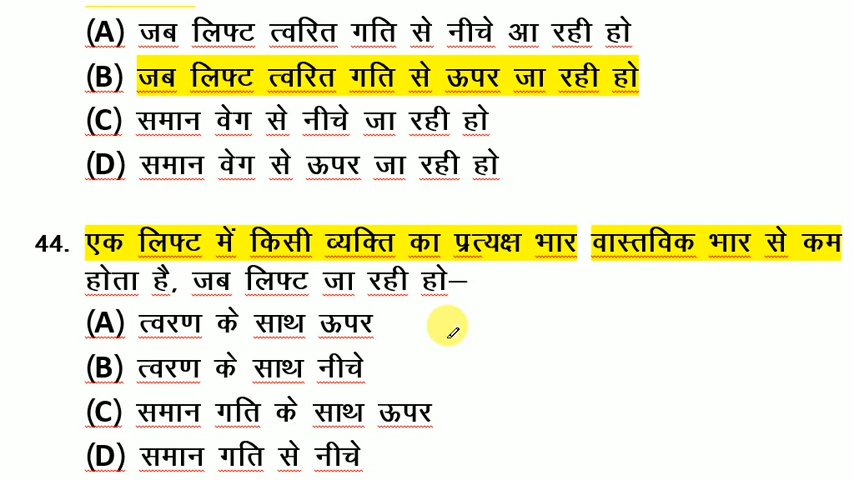 (A) जब लिफ्ट त्वरित गति से नीचे आ रही हो
(B) जब लिफ्ट त्वरित गति से ऊपर जा रही हो
(C) समान वेग से नीचे जा रही हो
(D) समान वेग से ऊपर जा रही हो
44. एक लिफ्ट में किसी व्यक्ति का प्रत्यक्ष भार वास्तविक भार से कम
होता है, जब लिफ्ट जा रही हो–
(A) त्वरण के साथ ऊपर
(B) त्वरण के साथ नीचे
(C) समान गति के साथ ऊपर
(D) समान गति से नीचे